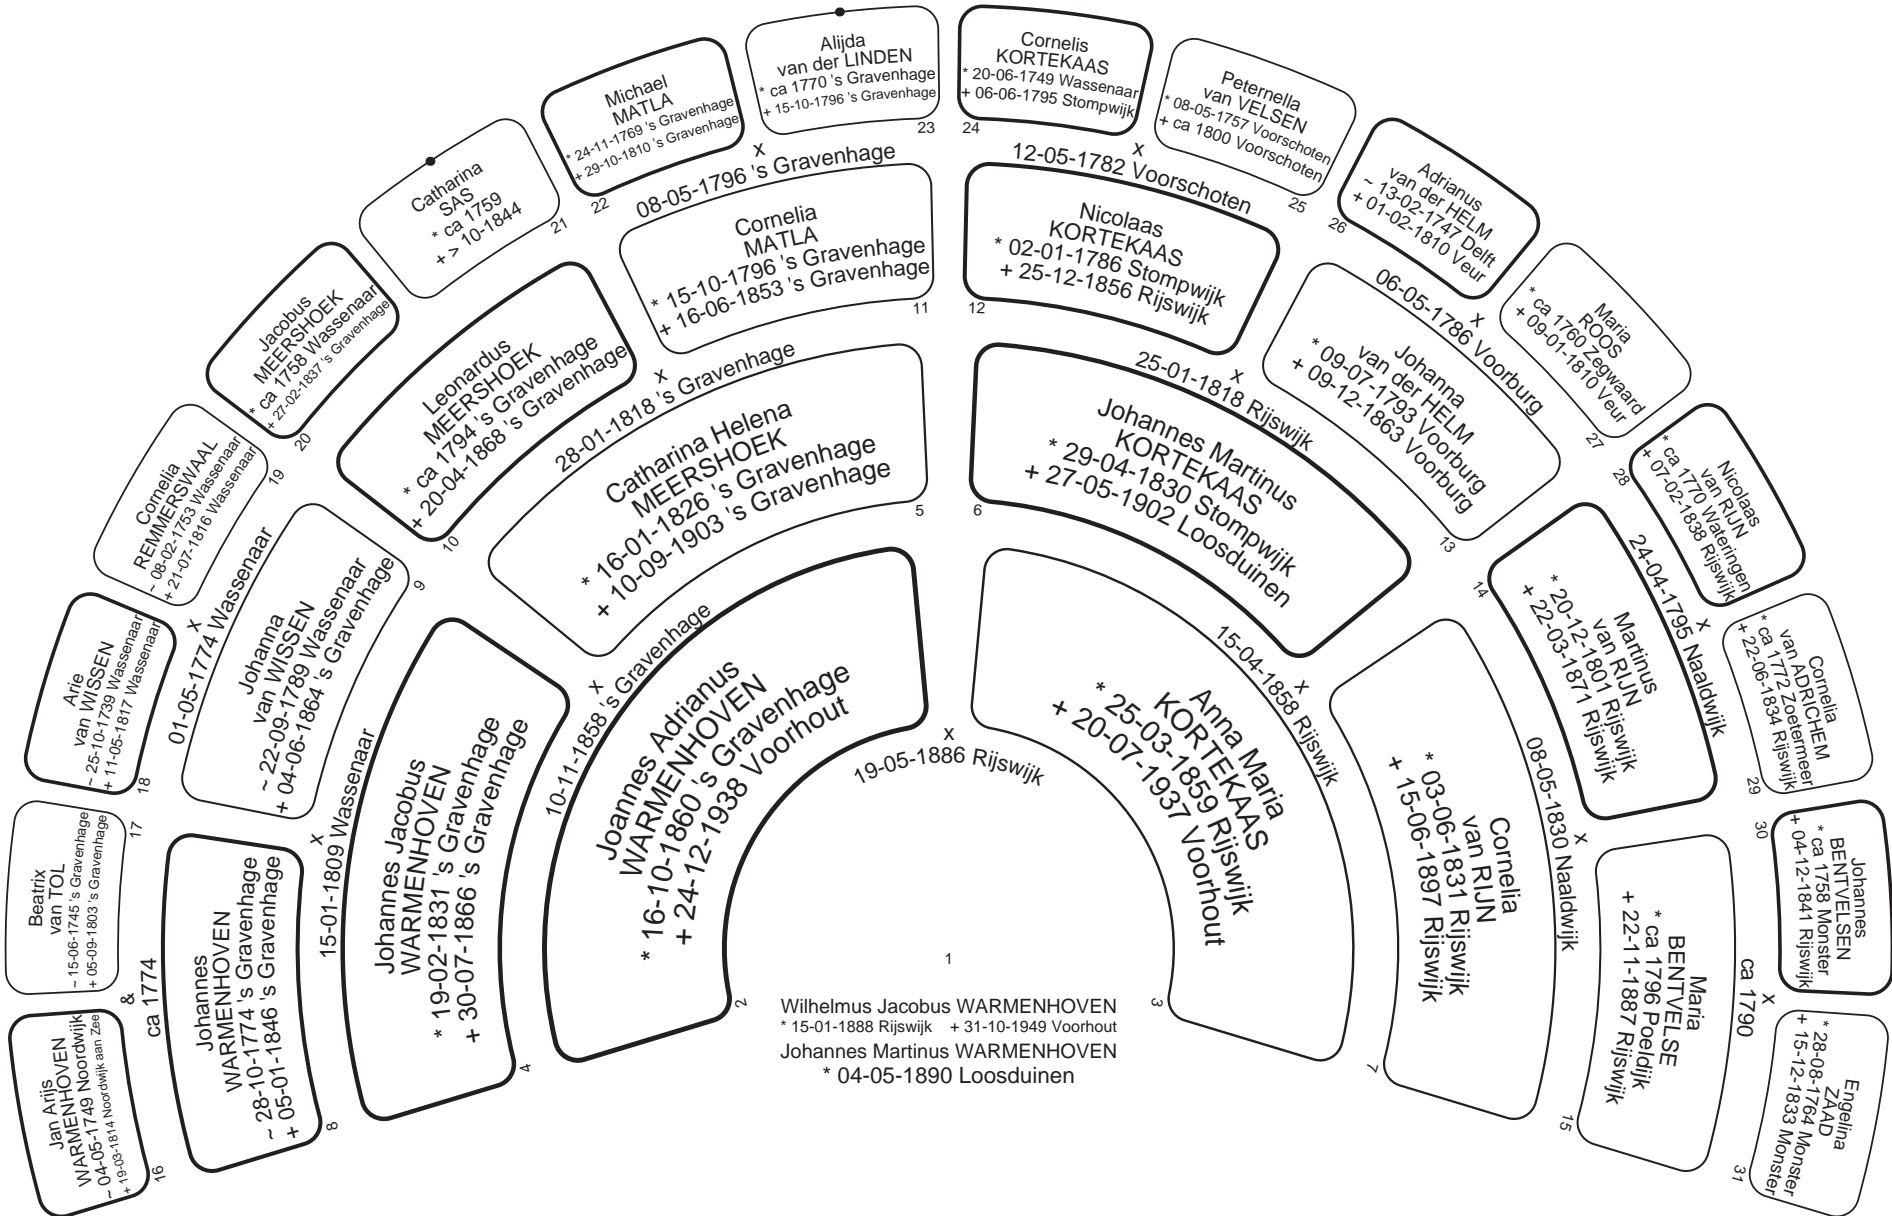 1
Wilhelmus Jacobus WARMENHOVEN
* 15-01-1888 Rijswijk + 31-10-1949 Voorhout
Johannes Martinus WARMENHOVEN
* 04-05-1890 Loosduinen
Joannes Adrianus
WARMENHOVEN
* 16-10-1860 's Gravenhage
+ 24-12-1938 Voorhout
2
x
19-05-1886 Rijswijk
Anna Maria
KORTEKAAS
* 25-03-1859 Rijswijk
+ 20-07-1937 Voorhout
3
Johannes Jacobus
WARMENHOVEN
* 19-02-1831 's Gravenhage
+ 30-07-1866 's Gravenhage
4
x
10-11-1858 's Gravenhage
Catharina Helena
MEERSHOEK
* 16-01-1826 's Gravenhage
+ 10-09-1903 's Gravenhage
5
Johannes Martinus
KORTEKAAS
* 29-04-1830 Stompwijk
+ 27-05-1902 Loosduinen
6
x
15-04-1858 Rijswijk
Cornelia
van RIJN
* 03-06-1831 Rijswijk
+ 15-06-1897 Rijswijk
7
Johannes
WARMENHOVEN
~ 28-10-1774 's Gravenhage
+ 05-01-1846 's Gravenhage
8
x
15-01-1809 Wassenaar
Johanna
van WISSEN
~ 22-09-1789 Wassenaar
+ 04-06-1864 's Gravenhage
9
Leonardus
MEERSHOEK
* ca 1794 's Gravenhage
+ 20-04-1868 's Gravenhage
10
x
28-01-1818 's Gravenhage
Cornelia
MATLA
* 15-10-1796 's Gravenhage
+ 16-06-1853 's Gravenhage
11
Nicolaas
KORTEKAAS
* 02-01-1786 Stompwijk
+ 25-12-1856 Rijswijk
12
x
25-01-1818 Rijswijk
Johanna
van der HELM
* 09-07-1793 Voorburg
+ 09-12-1863 Voorburg
13
Martinus
van RIJN
* 20-12-1801 Rijswijk
+ 22-03-1871 Rijswijk
14
x
08-05-1830 Naaldwijk
Maria
BENTVELSE
* ca 1796 Poeldijk
+ 22-11-1887 Rijswijk
15
Jan Arijs
WARMENHOVEN
~ 04-05-1749 Noordwijk
+ 19-03-1814 Noordwijk aan Zee
16
&
ca 1774
Beatrix
van TOL
~ 15-06-1745 's Gravenhage
+ 05-09-1803 's Gravenhage
17
Arie
van WISSEN
~ 25-10-1739 Wassenaar
+ 11-05-1817 Wassenaar
18
x
01-05-1774 Wassenaar
Cornelia
REMMERSWAAL
~ 08-02-1753 Wassenaar
+ 21-07-1816 Wassenaar
19
Jacobus
MEERSHOEK
* ca 1758 Wassenaar
+ 27-02-1837 's Gravenhage
20
Catharina
SAS
* ca 1759
+ > 10-1844
21
Michael
MATLA
* 24-11-1769 's Gravenhage
+ 29-10-1810 's Gravenhage
22
x
08-05-1796 's Gravenhage
Alijda
van der LINDEN
* ca 1770 's Gravenhage
+ 15-10-1796 's Gravenhage
23
Cornelis
KORTEKAAS
* 20-06-1749 Wassenaar
+ 06-06-1795 Stompwijk
24
x
12-05-1782 Voorschoten
Peternella
van VELSEN
* 08-05-1757 Voorschoten
+ ca 1800 Voorschoten
25
Adrianus
van der HELM
~ 13-02-1747 Delft
+ 01-02-1810 Veur
26
x
06-05-1786 Voorburg
Maria
ROOS
* ca 1760 Zegwaard
+ 09-01-1810 Veur
27
Nicolaas
van RIJN
* ca 1770 Wateringen
+ 07-02-1838 Rijswijk
28
x
24-04-1795 Naaldwijk
Cornelia
van ADRICHEM
* ca 1772 Zoetermeer
+ 22-06-1834 Rijswijk
29
Johannes
BENTVELSEN
* ca 1758 Monster
+ 04-12-1841 Rijswijk
30
x
ca 1790
Engelina
ZAAD
* 28-08-1764 Monster
+ 15-12-1833 Monster
31